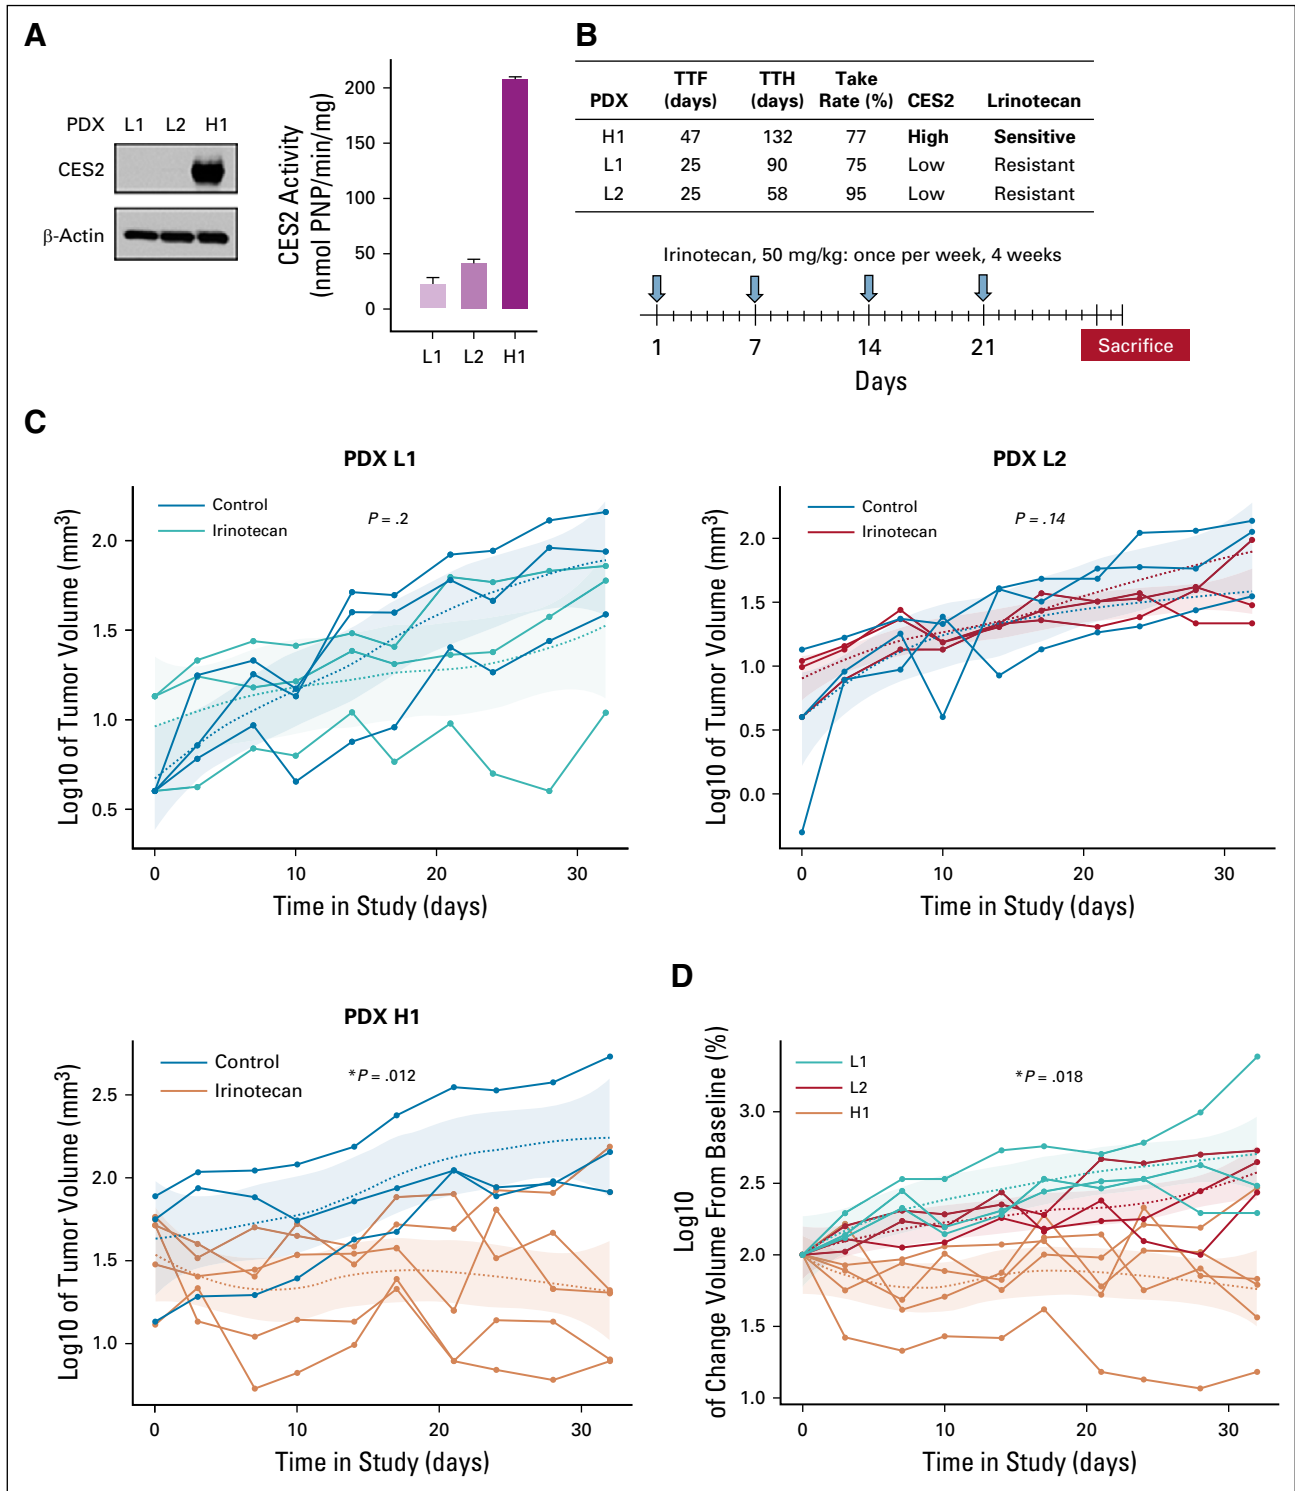 A
PDX L1 L2 H1
CES2
β-Actin
CES2 Activity
(nmol PNP/min/mg)
200
150
100
50
0
L1 L2 H1
B
PDX TTF (days) TTH (days) Take Rate (%) CES2 Lrinotecan
H1 47 132 77 High Sensitive
L1 25 90 75 Low Resistant
L2 25 58 95 Low Resistant
Irinotecan, 50 mg/kg: once per week, 4 weeks
1 7 14 21 Sacrifice
Days
C
PDX L1
Control
Irinotecan
P = .2
Log10 of Tumor Volume (mm³)
2.0
1.5
1.0
0.5
0 10 20 30
Time in Study (days)
PDX L2
Control
Irinotecan
P = .14
Log10 of Tumor Volume (mm³)
2.0
1.5
1.0
0.5
0.0
0 10 20 30
Time in Study (days)
PDX H1
Control
Irinotecan
*P = .012
Log10 of Tumor Volume (mm³)
2.5
2.0
1.5
1.0
0 10 20 30
Time in Study (days)
D
L1
L2
H1
*P = .018
Log10
of Change Volume From Baseline (%)
3.0
2.5
2.0
1.5
1.0
0 10 20 30
Time in Study (days)